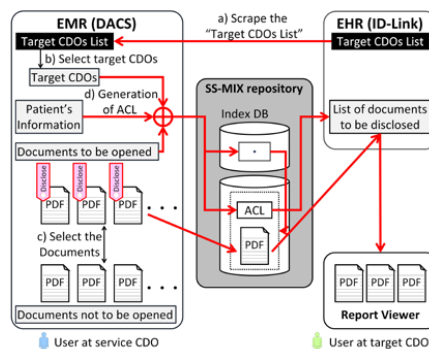 EMR (DACS)
a) Scrape the
"Target CDOs List"
EHR (ID-Link)
Target CDOs List
Target CDOs List
b) Select target CDOs
Target CDOs
d) Generation
of ACL
Patient's
Information
Documents to be opened
SS-MIX repository
Index DB
List of documents
to be disclosed
Disclose
Disclose
Disclose
PDF
PDF
PDF
. . . .
ACL
PDF
c) Select the
Documents
PDF
PDF
PDF
. . . .
Documents not to be opened
PDF
PDF
PDF
Report Viewer
User at service CDO
User at target CDO